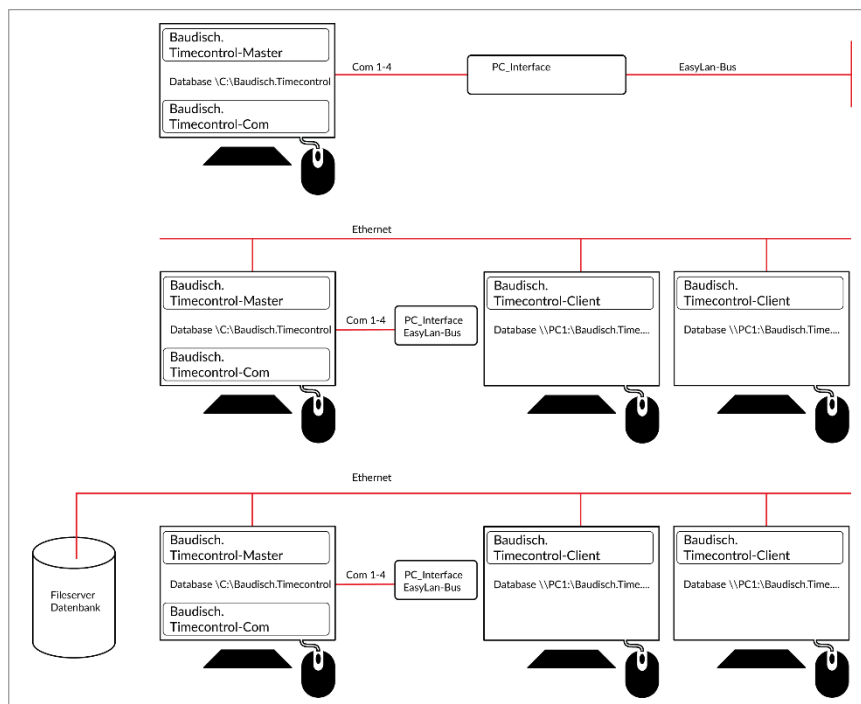 Baudisch.
Timecontrol-Master
Database \C:\Baudisch.Timecontrol
Baudisch.
Timecontrol-Com
Com 1-4
PC_Interface
EasyLan-Bus
Ethernet
Baudisch.
Timecontrol-Master
Database \C:\Baudisch.Timecontrol
Baudisch.
Timecontrol-Com
Com 1-4
PC_Interface
EasyLan-Bus
Baudisch.
Timecontrol-Client
Database \\PC1:\Baudisch.Time....
Baudisch.
Timecontrol-Client
Database \\PC1:\Baudisch.Time....
Ethernet
Fileserver
Datenbank
Baudisch.
Timecontrol-Master
Database \C:\Baudisch.Timecontrol
Baudisch.
Timecontrol-Com
Com 1-4
PC_Interface
EasyLan-Bus
Baudisch.
Timecontrol-Client
Database \\PC1:\Baudisch.Time....
Baudisch.
Timecontrol-Client
Database \\PC1:\Baudisch.Time....